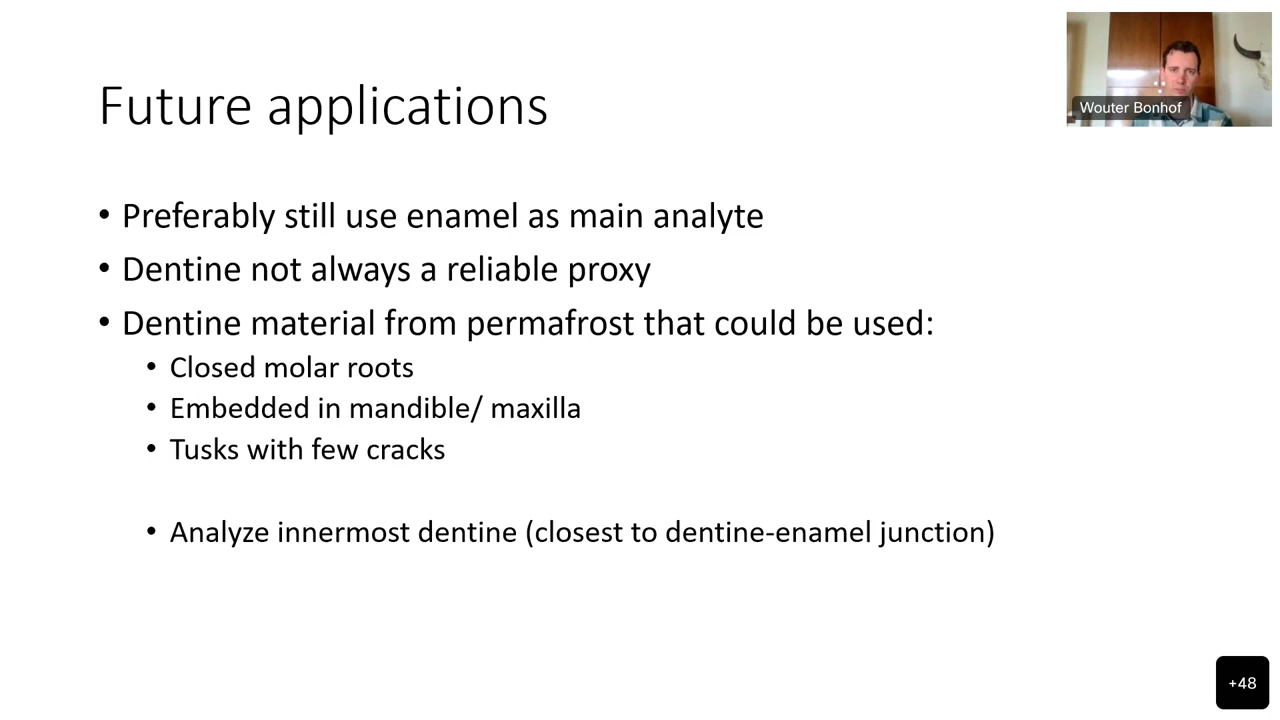 Future applications
Wouter Bonhof
• Preferably still use enamel as main analyte
• Dentine not always a reliable proxy
• Dentine material from permafrost that could be used:
• Closed molar roots
• Embedded in mandible/ maxilla
• Tusks with few cracks
• Analyze innermost dentine (closest to dentine-enamel junction)
+48